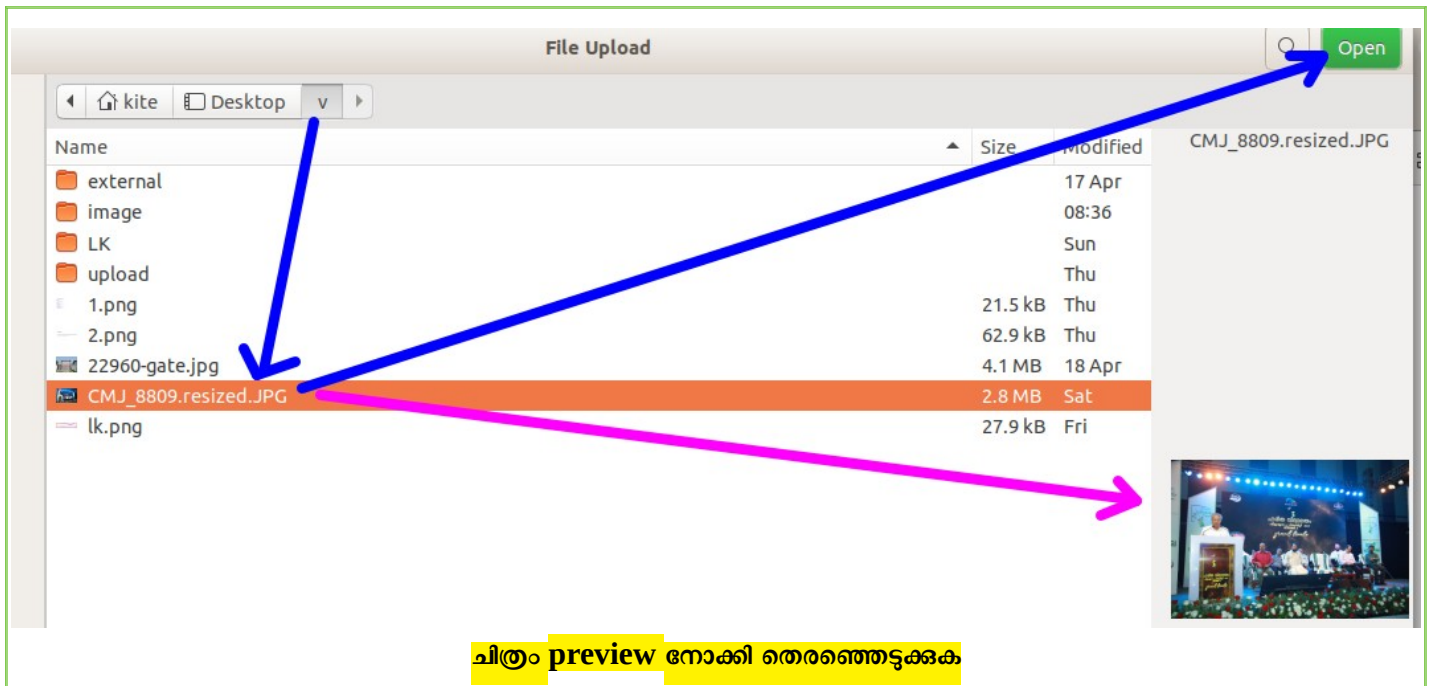 File Upload
Open
kite Desktop v
Name Size Modified
CMJ_8809.resized.JPG
external 17 Apr
image 08:36
LK Sun
upload Thu
1.png 21.5 kB Thu
2.png 62.9 kB Thu
22960-gate.jpg 4.1 MB 18 Apr
CMJ_8809.resized.JPG 2.8 MB Sat
lk.png 27.9 kB Fri
ചിത്രം preview നോക്കി തെരഞ്ഞെടുക്കുക